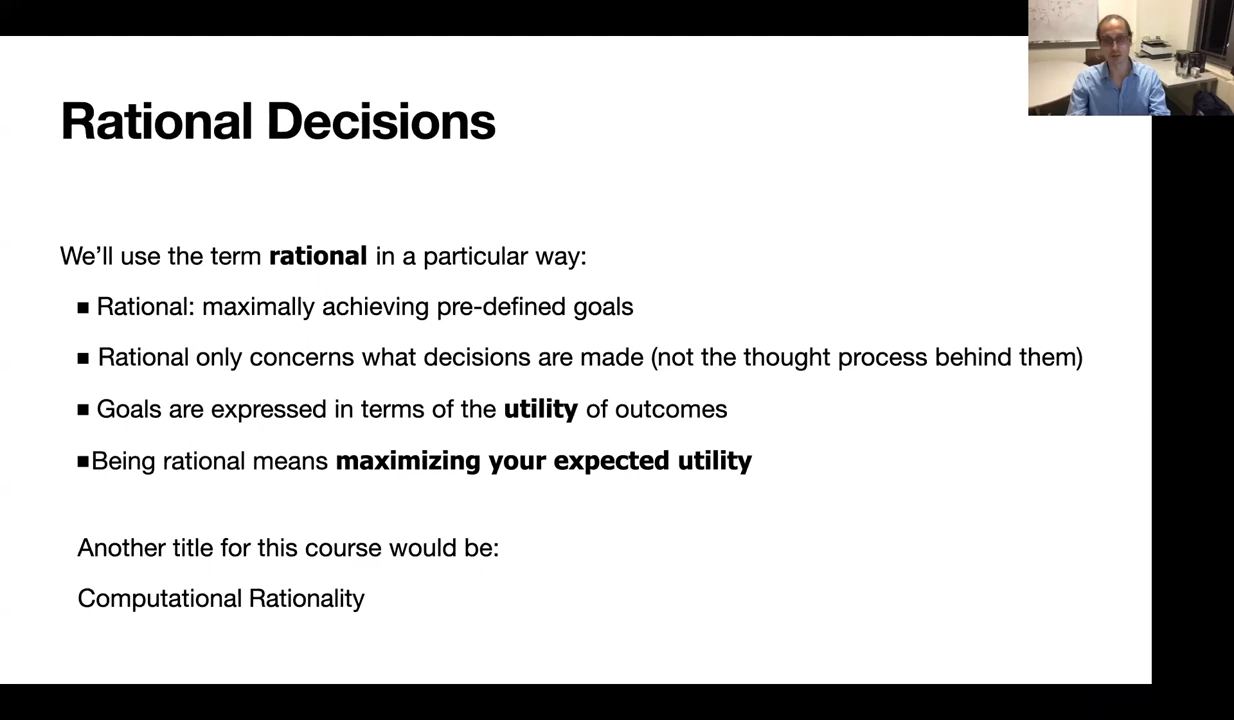 Rational Decisions
We'll use the term rational in a particular way:
■ Rational: maximally achieving pre-defined goals
■ Rational only concerns what decisions are made (not the thought process behind them)
■ Goals are expressed in terms of the utility of outcomes
■Being rational means maximizing your expected utility
Another title for this course would be:
Computational Rationality